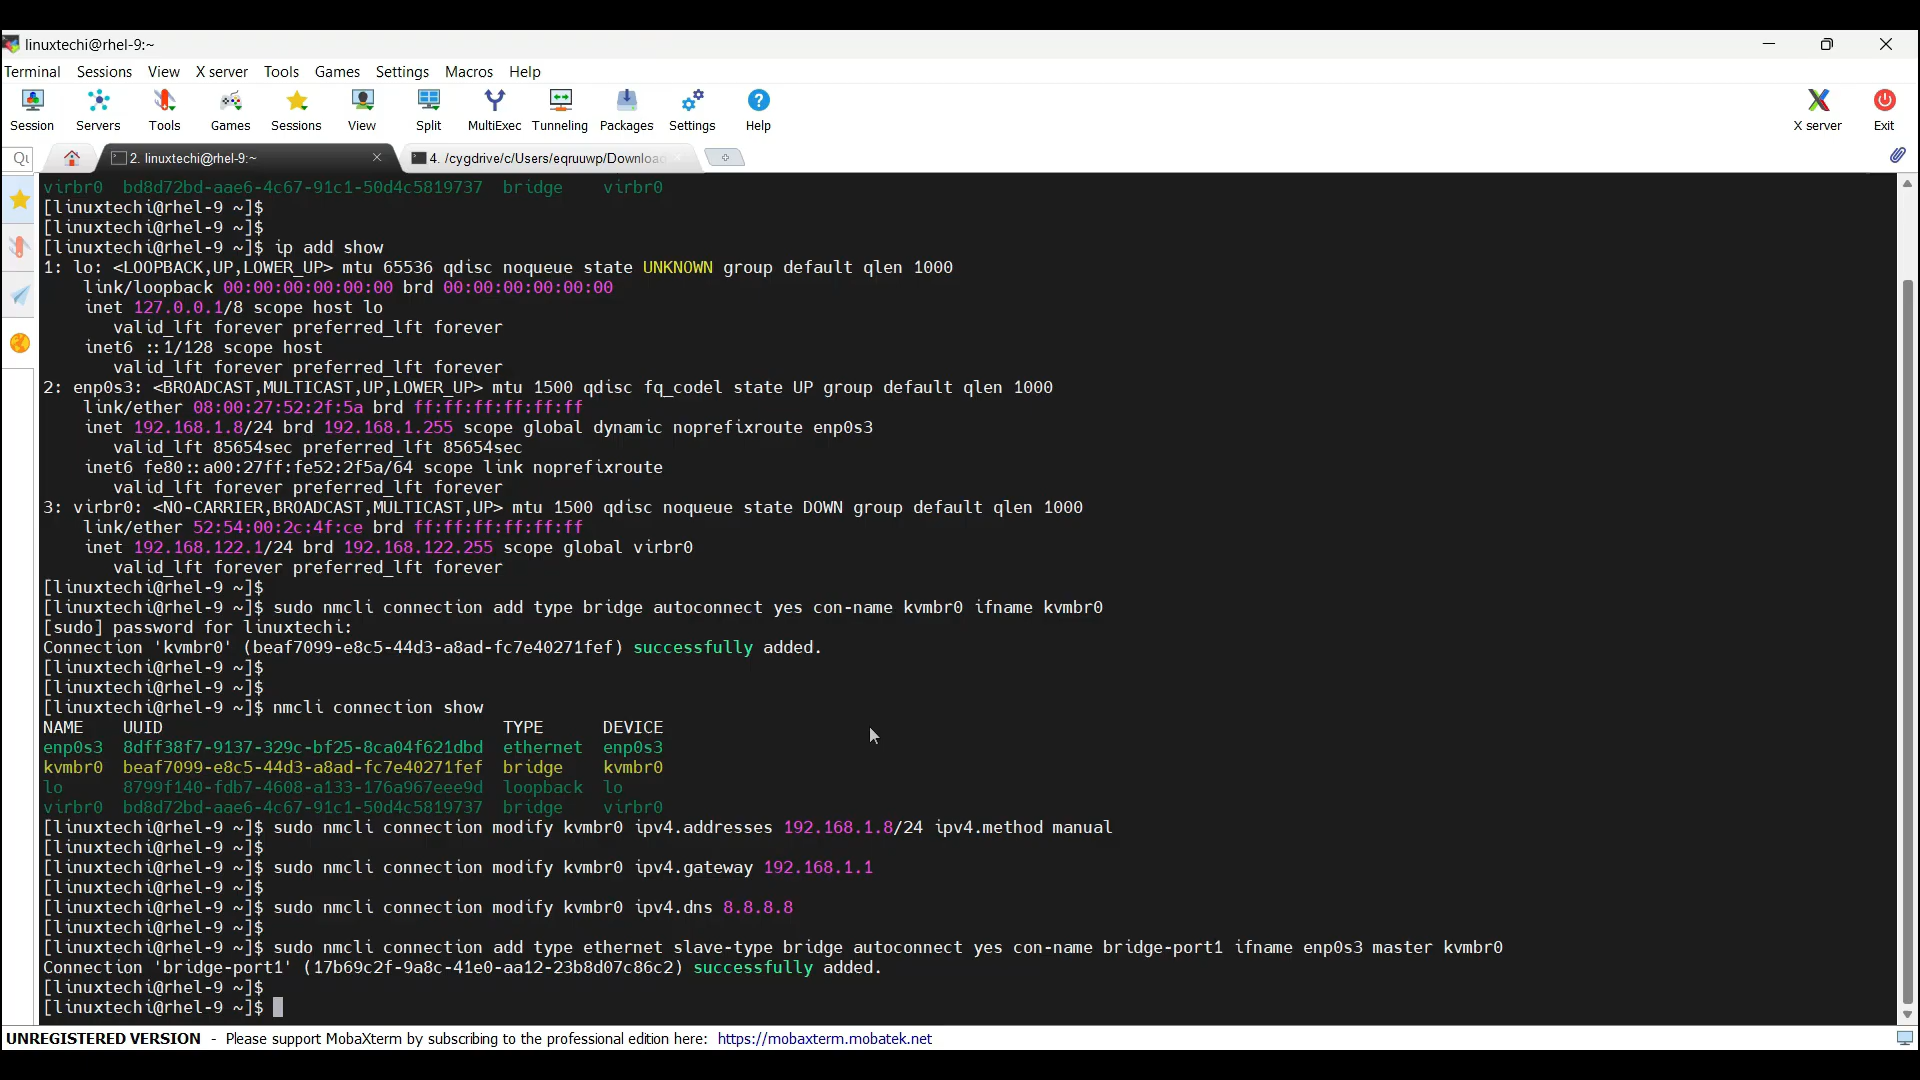 linuxtechi@rhel-9:~
Terminal Sessions View X server Tools Games Settings Macros Help
Session Servers Tools Games Sessions View Split MultiExec Tunneling Packages Settings Help X server Exit
2. linuxtechi@rhel-9:~ 4. /cygdrive/c/Users/eqruuwp/Downloa
virbr0 bd8d72bd-aae6-4c67-91c1-50d4c5819737 bridge virbr0
[linuxtechi@rhel-9 ~]$
[linuxtechi@rhel-9 ~]$
[linuxtechi@rhel-9 ~]$ ip add show
1: lo: <LOOPBACK,UP,LOWER_UP> mtu 65536 qdisc noqueue state UNKNOWN group default qlen 1000
link/loopback 00:00:00:00:00:00 brd 00:00:00:00:00:00
inet 127.0.0.1/8 scope host lo
valid_lft forever preferred_lft forever
inet6 ::1/128 scope host
valid_lft forever preferred_lft forever
2: enp0s3: <BROADCAST,MULTICAST,UP,LOWER_UP> mtu 1500 qdisc fq_codel state UP group default qlen 1000
link/ether 08:00:27:52:2f:5a brd ff:ff:ff:ff:ff:ff
inet 192.168.1.8/24 brd 192.168.1.255 scope global dynamic noprefixroute enp0s3
valid_lft 85654sec preferred_lft 85654sec
inet6 fe80::a00:27ff:fe52:2f5a/64 scope link noprefixroute
valid_lft forever preferred_lft forever
3: virbr0: <NO-CARRIER,BROADCAST,MULTICAST,UP> mtu 1500 qdisc noqueue state DOWN group default qlen 1000
link/ether 52:54:00:2c:4f:ce brd ff:ff:ff:ff:ff:ff
inet 192.168.122.1/24 brd 192.168.122.255 scope global virbr0
valid_lft forever preferred_lft forever
[linuxtechi@rhel-9 ~]$
[linuxtechi@rhel-9 ~]$ sudo nmcli connection add type bridge autoconnect yes con-name kvmbr0 ifname kvmbr0
[sudo] password for linuxtechi:
Connection 'kvmbr0' (beaf7099-e8c5-44d3-a8ad-fc7e40271fef) successfully added.
[linuxtechi@rhel-9 ~]$
[linuxtechi@rhel-9 ~]$
[linuxtechi@rhel-9 ~]$ nmcli connection show
NAME UUID TYPE DEVICE
enp0s3 8dff38f7-9137-329c-bf25-8ca04f621dbd ethernet enp0s3
kvmbr0 beaf7099-e8c5-44d3-a8ad-fc7e40271fef bridge kvmbr0
lo 8799f140-fdb7-4608-a133-176a967eee9d loopback lo
virbr0 bd8d72bd-aae6-4c67-91c1-50d4c5819737 bridge virbr0
[linuxtechi@rhel-9 ~]$ sudo nmcli connection modify kvmbr0 ipv4.addresses 192.168.1.8/24 ipv4.method manual
[linuxtechi@rhel-9 ~]$
[linuxtechi@rhel-9 ~]$ sudo nmcli connection modify kvmbr0 ipv4.gateway 192.168.1.1
[linuxtechi@rhel-9 ~]$
[linuxtechi@rhel-9 ~]$ sudo nmcli connection modify kvmbr0 ipv4.dns 8.8.8.8
[linuxtechi@rhel-9 ~]$
[linuxtechi@rhel-9 ~]$ sudo nmcli connection add type ethernet slave-type bridge autoconnect yes con-name bridge-port1 ifname enp0s3 master kvmbr0
Connection 'bridge-port1' (17b69c2f-9a8c-41e0-aa12-23b8d07c86c2) successfully added.
[linuxtechi@rhel-9 ~]$
[linuxtechi@rhel-9 ~]$
UNREGISTERED VERSION - Please support MobaXterm by subscribing to the professional edition here: https://mobaxterm.mobatek.net